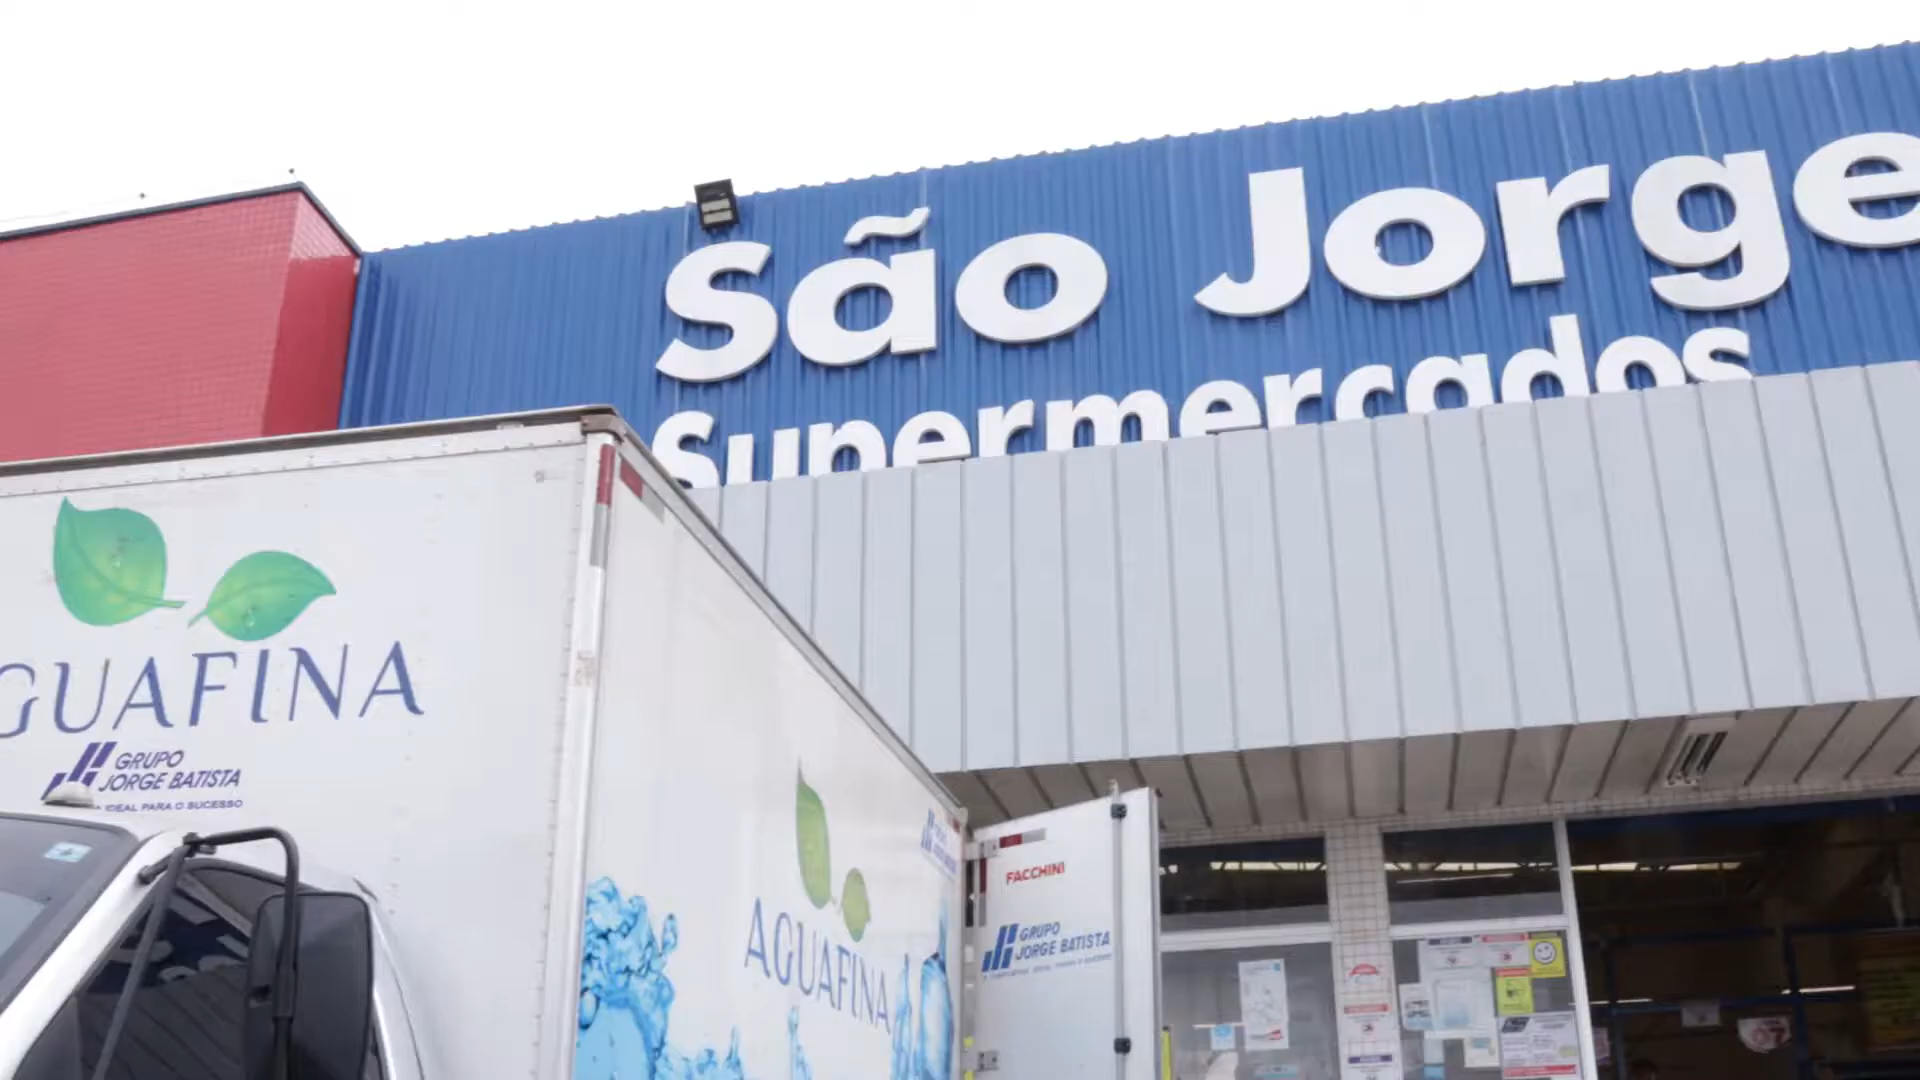 São Jorge
Supermercados
GUAFINA
GRUPO
JORGE BATISTA
IDEAL PARA O SUCESSO
AGUAFINA
FACCHINI
GRUPO
JORGE BATISTA